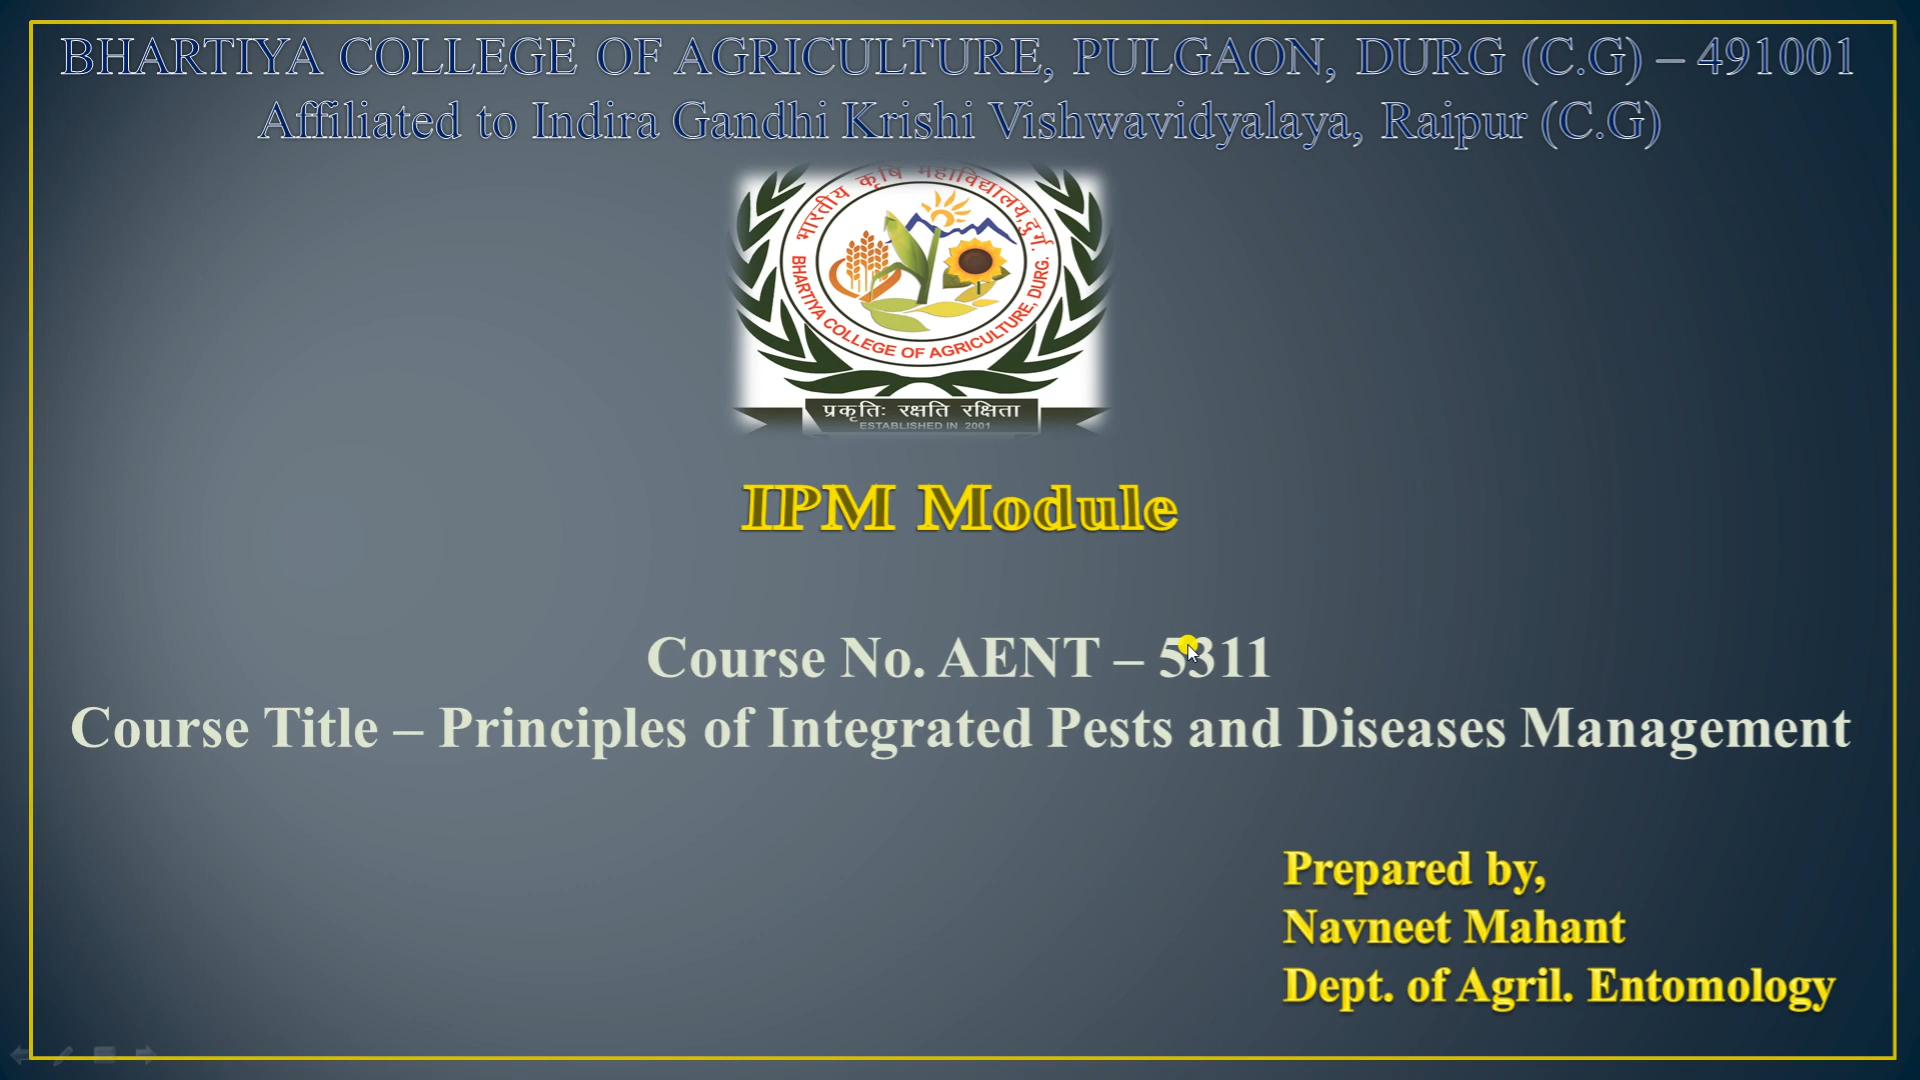 BHARTIYA COLLEGE OF AGRICULTURE, PULGAON, DURG (C.G) – 491001
Affiliated to Indira Gandhi Krishi Vishwavidyalaya, Raipur (C.G)
भारतीय कृषि महाविद्यालय, दुर्ग.
BHARTIYA COLLEGE OF AGRICULTURE, DURG.
प्रकृतिः रक्षति रक्षिता
ESTABLISHED IN 2001
IPM Module
Course No. AENT – 5311
Course Title – Principles of Integrated Pests and Diseases Management
Prepared by,
Navneet Mahant
Dept. of Agril. Entomology